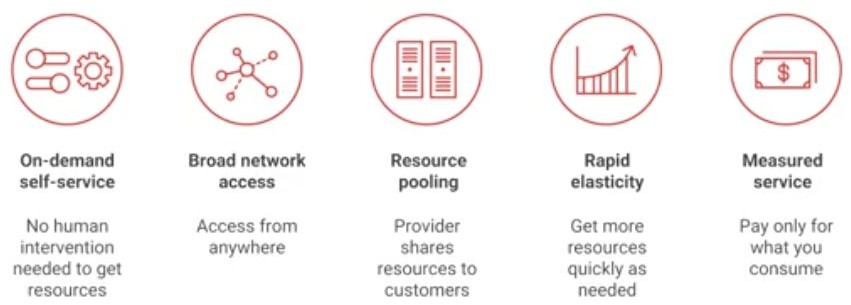 $
On-demand
self-service
No human
intervention
needed to get
resources
Broad network
access
Access from
anywhere
Resource
pooling
Provider
shares
resources to
customers
Rapid
elasticity
Get more
resources
quickly as
needed
Measured
service
Pay only for
what you
consume